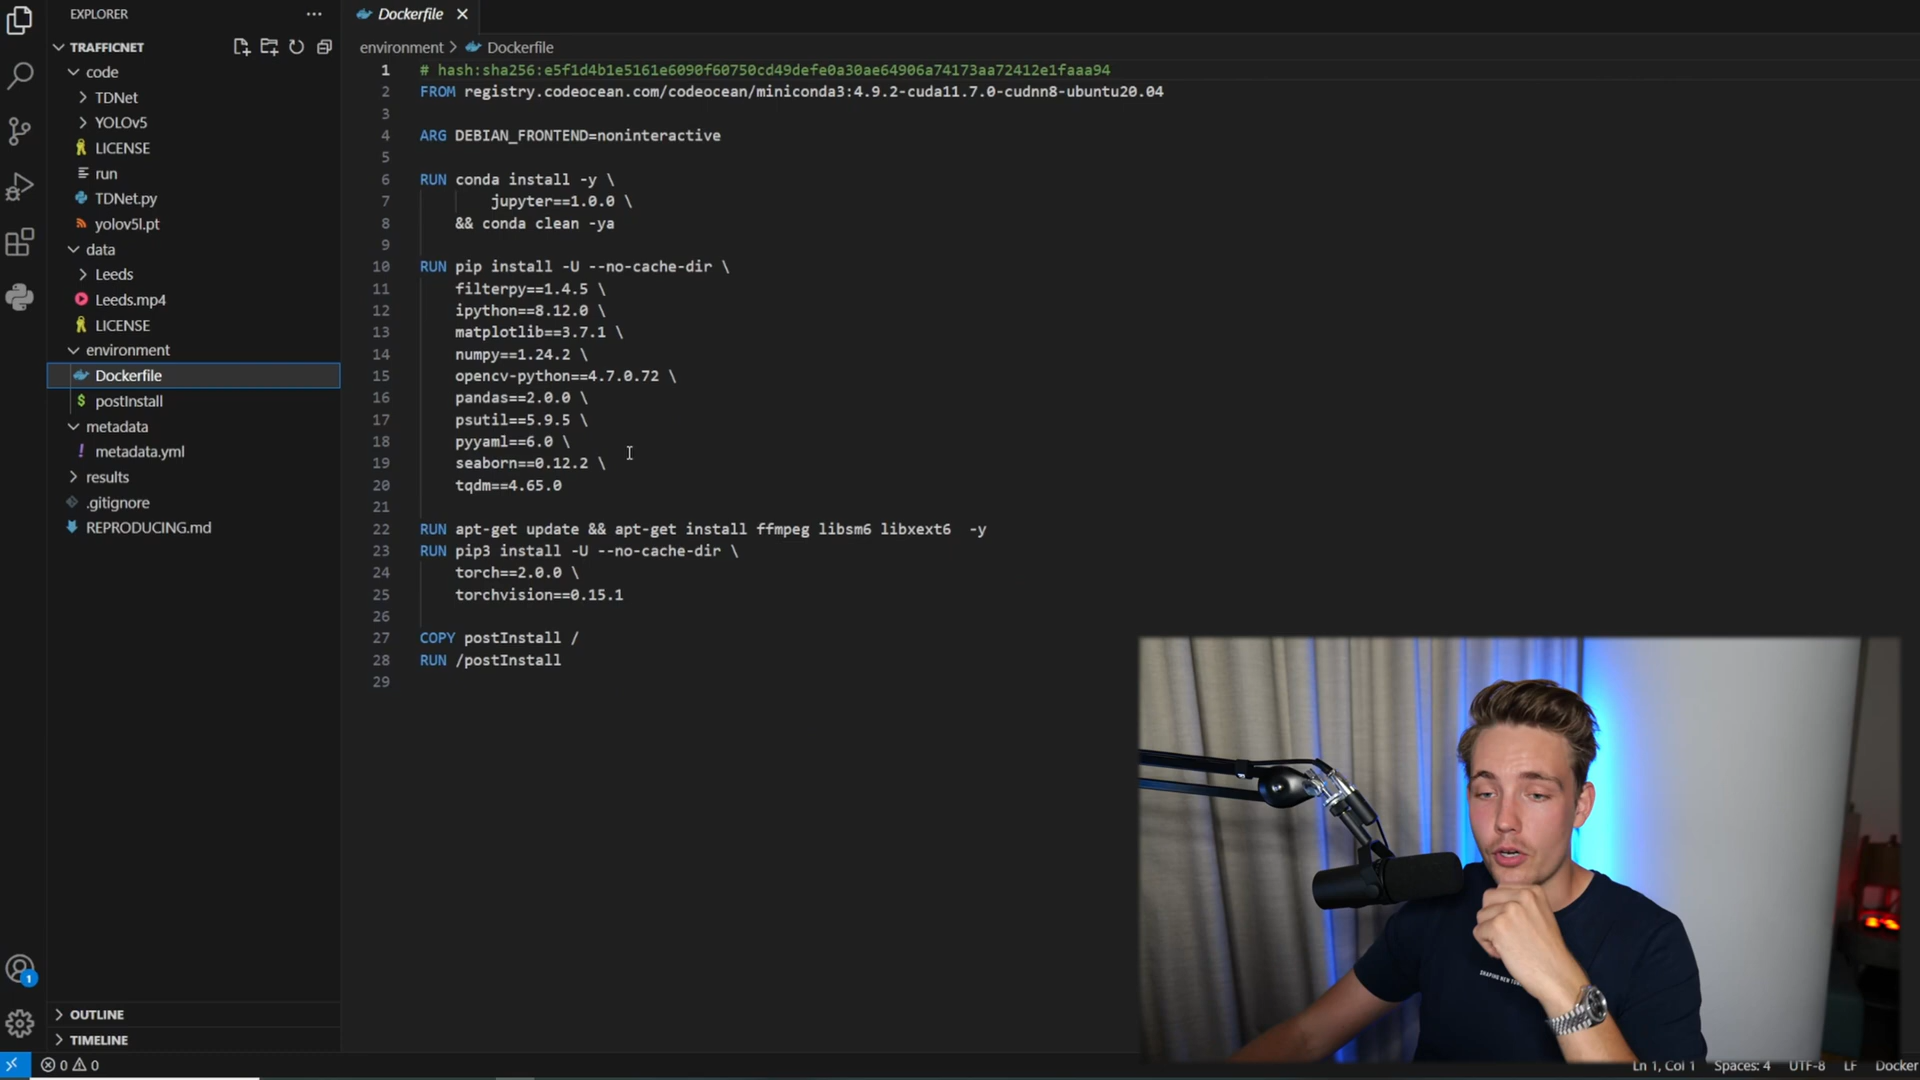 EXPLORER
TRAFFICNET
code
TDNet
YOLOv5
LICENSE
run
TDNet.py
yolov5l.pt
data
Leeds
Leeds.mp4
LICENSE
environment
Dockerfile
postInstall
metadata
metadata.yml
results
.gitignore
REPRODUCING.md
OUTLINE
TIMELINE
1
0 0
Dockerfile
environment > Dockerfile
1 # hash:sha256:e5f1d4b1e5161e6090f60750cd49defe0a30ae64906a74173aa72412e1faaa94
2 FROM registry.codeocean.com/codeocean/miniconda3:4.9.2-cuda11.7.0-cudnn8-ubuntu20.04
3
4 ARG DEBIAN_FRONTEND=noninteractive
5
6 RUN conda install -y \
7 jupyter==1.0.0 \
8 && conda clean -ya
9
10 RUN pip install -U --no-cache-dir \
11 filterpy==1.4.5 \
12 ipython==8.12.0 \
13 matplotlib==3.7.1 \
14 numpy==1.24.2 \
15 opencv-python==4.7.0.72 \
16 pandas==2.0.0 \
17 psutil==5.9.5 \
18 pyyaml==6.0 \
19 seaborn==0.12.2 \
20 tqdm==4.65.0
21
22 RUN apt-get update && apt-get install ffmpeg libsm6 libxext6 -y
23 RUN pip3 install -U --no-cache-dir \
24 torch==2.0.0 \
25 torchvision==0.15.1
26
27 COPY postInstall /
28 RUN /postInstall
29
SHAPING NEW
Ln 1, Col 1 Spaces: 4 UTF-8 LF Docker